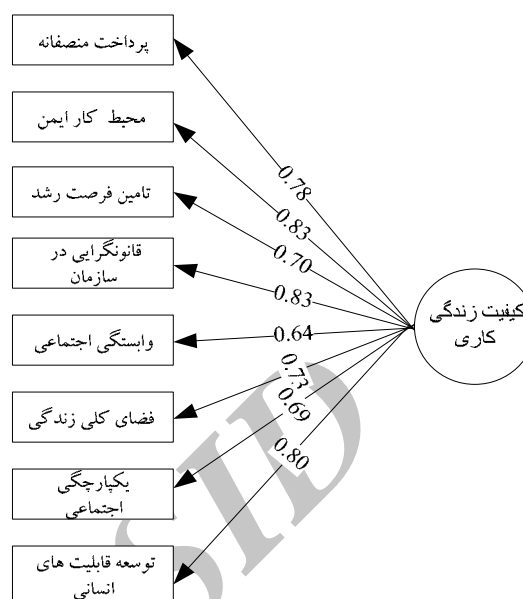 پرداخت منصفانه
محیط کار ایمن
تامین فرصت رشد
قانونگرایی در
سازمان
وابستگی اجتماعی
فضای کلی زندگی
یکپارچگی
اجتماعی
توسعه قابلیت های
انسانی
0.78
0.83
0.70
0.83
0.64
0.73
0.69
0.80
کیفیت زندگی
کاری
SID